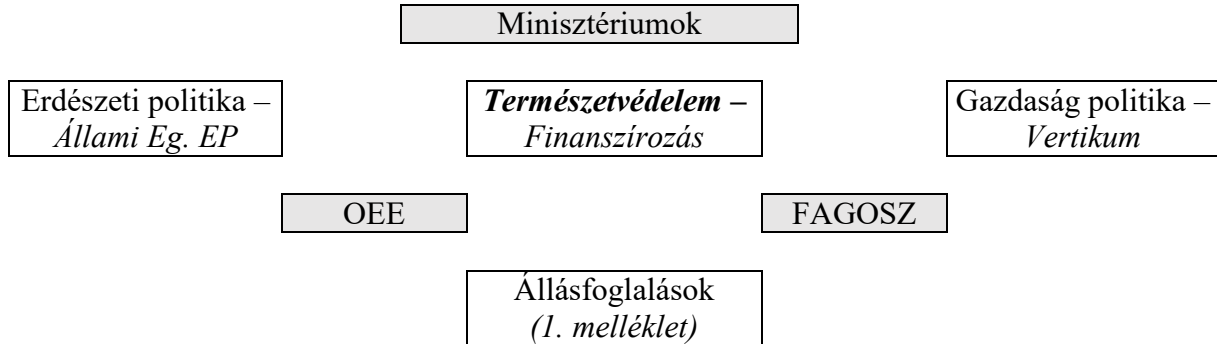 Minisztériumok
Erdészeti politika –
Állami Eg. EP
Természetvédelem –
Finanszírozás
Gazdaság politika –
Vertikum
OEE
FAGOSZ
Állásfoglalások
(1. melléklet)